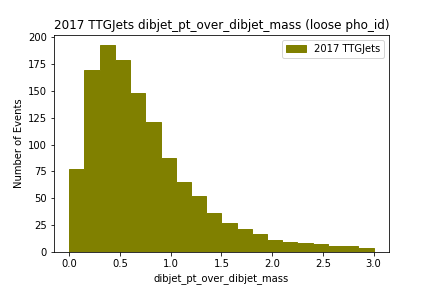 2017 TTGJets dibjet_pt_over_dibjet_mass (loose pho_id)
2017 TTGJets
Number of Events
200
175
150
125
100
75
50
25
0
0.0 0.5 1.0 1.5 2.0 2.5 3.0
dibjet_pt_over_dibjet_mass